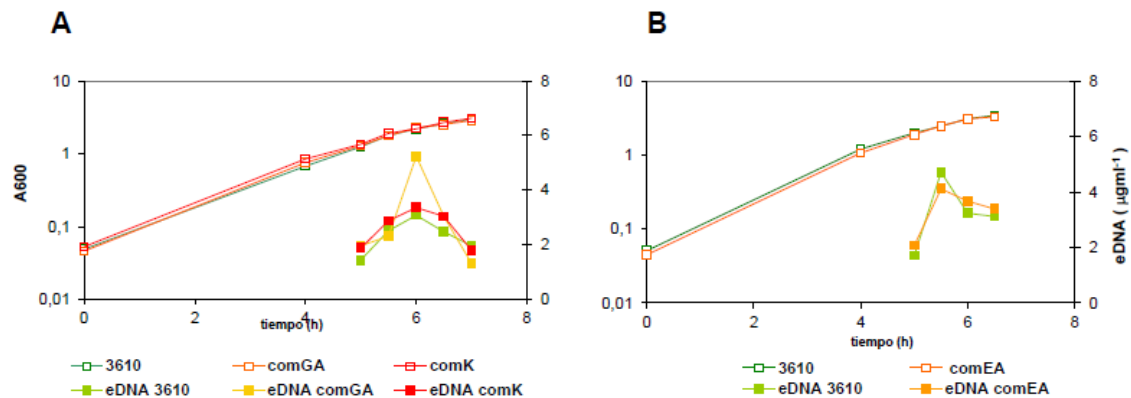 A
10
1
0,1
0,01
A600
8
6
4
2
0
0 2 4 6 8
tiempo (h)
3610 comGA comK
eDNA 3610 eDNA comGA eDNA comK
B
10
1
0,1
0,01
8
6
4
2
0
eDNA ( µgml-¹)
0 2 4 6 8
tiempo (h)
3610 comEA
eDNA 3610 eDNA comEA